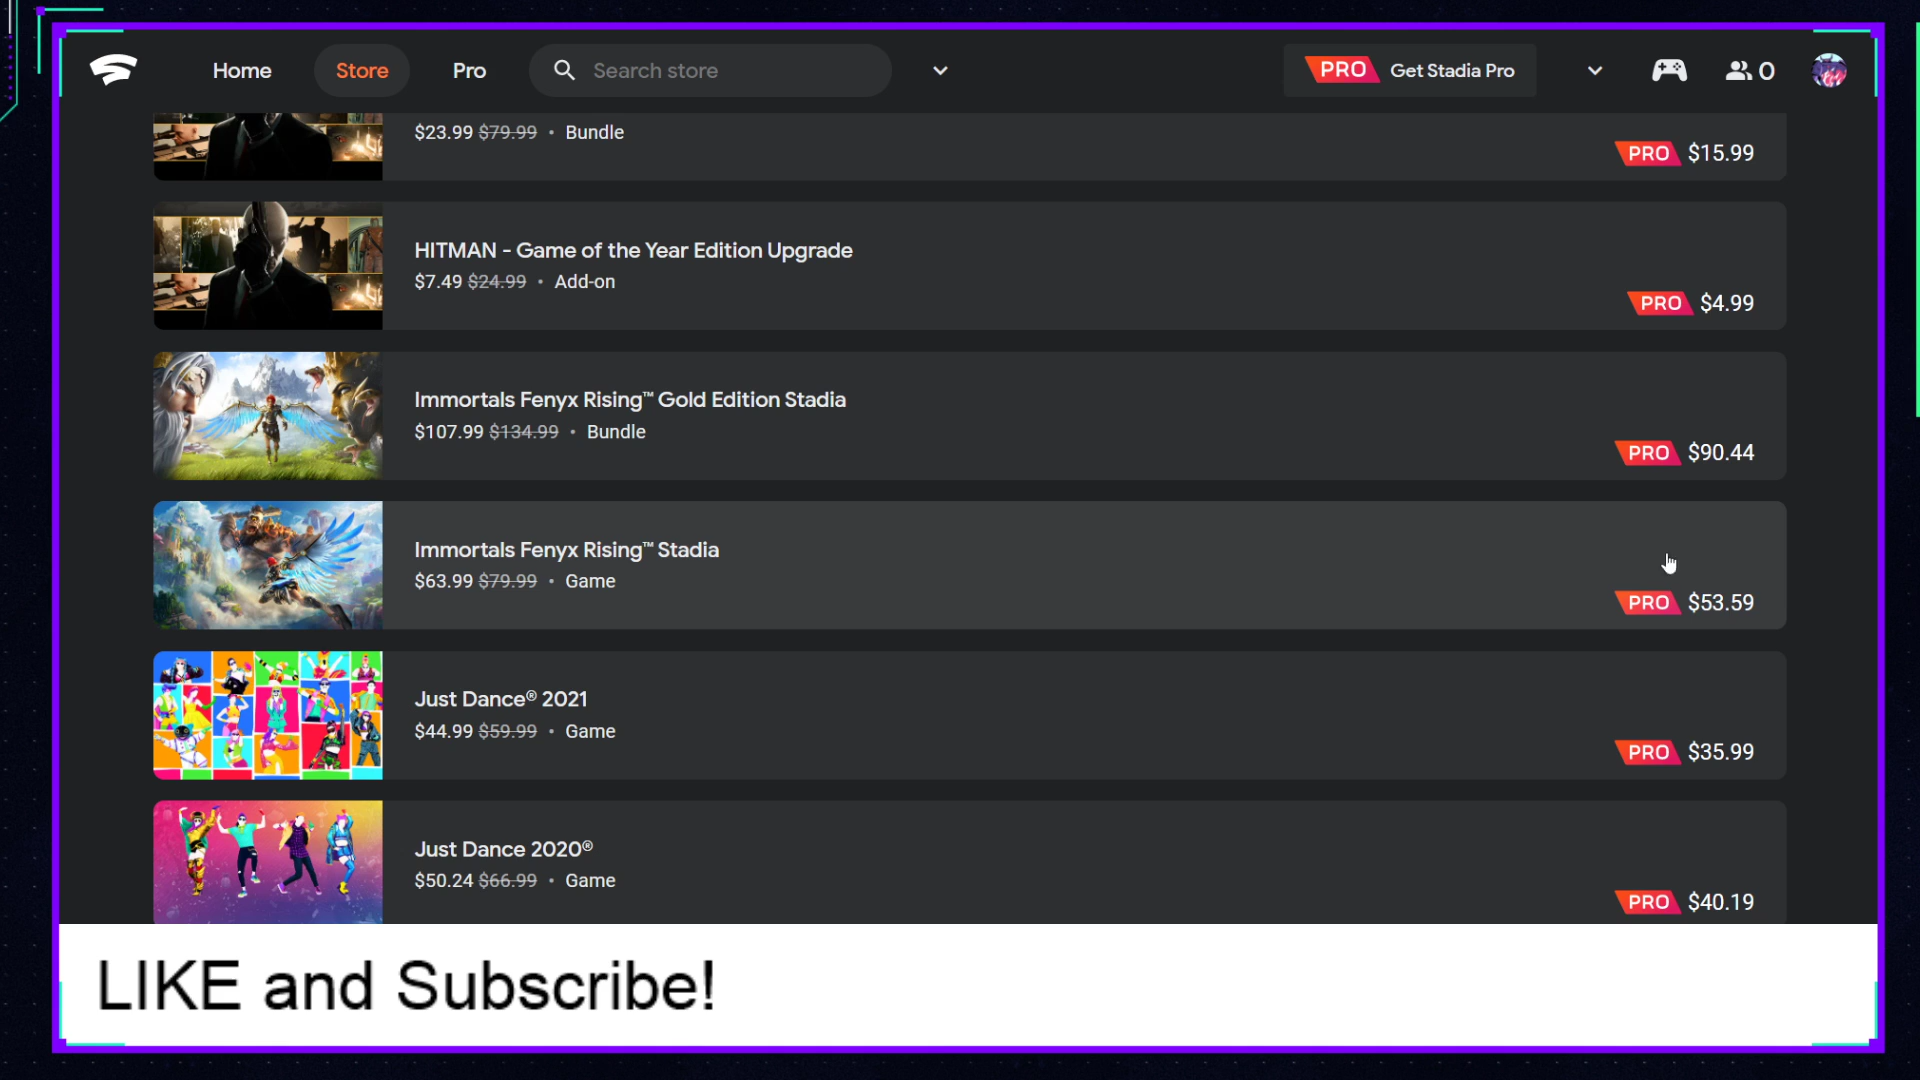 Home Store Pro Search store PRO Get Stadia Pro 0
$23.99 $79.99 • Bundle
PRO $15.99
HITMAN - Game of the Year Edition Upgrade
$7.49 $24.99 • Add-on
PRO $4.99
Immortals Fenyx Rising™ Gold Edition Stadia
$107.99 $134.99 • Bundle
PRO $90.44
Immortals Fenyx Rising™ Stadia
$63.99 $79.99 • Game
PRO $53.59
Just Dance® 2021
$44.99 $59.99 • Game
PRO $35.99
Just Dance 2020®
$50.24 $66.99 • Game
PRO $40.19
LIKE and Subscribe!